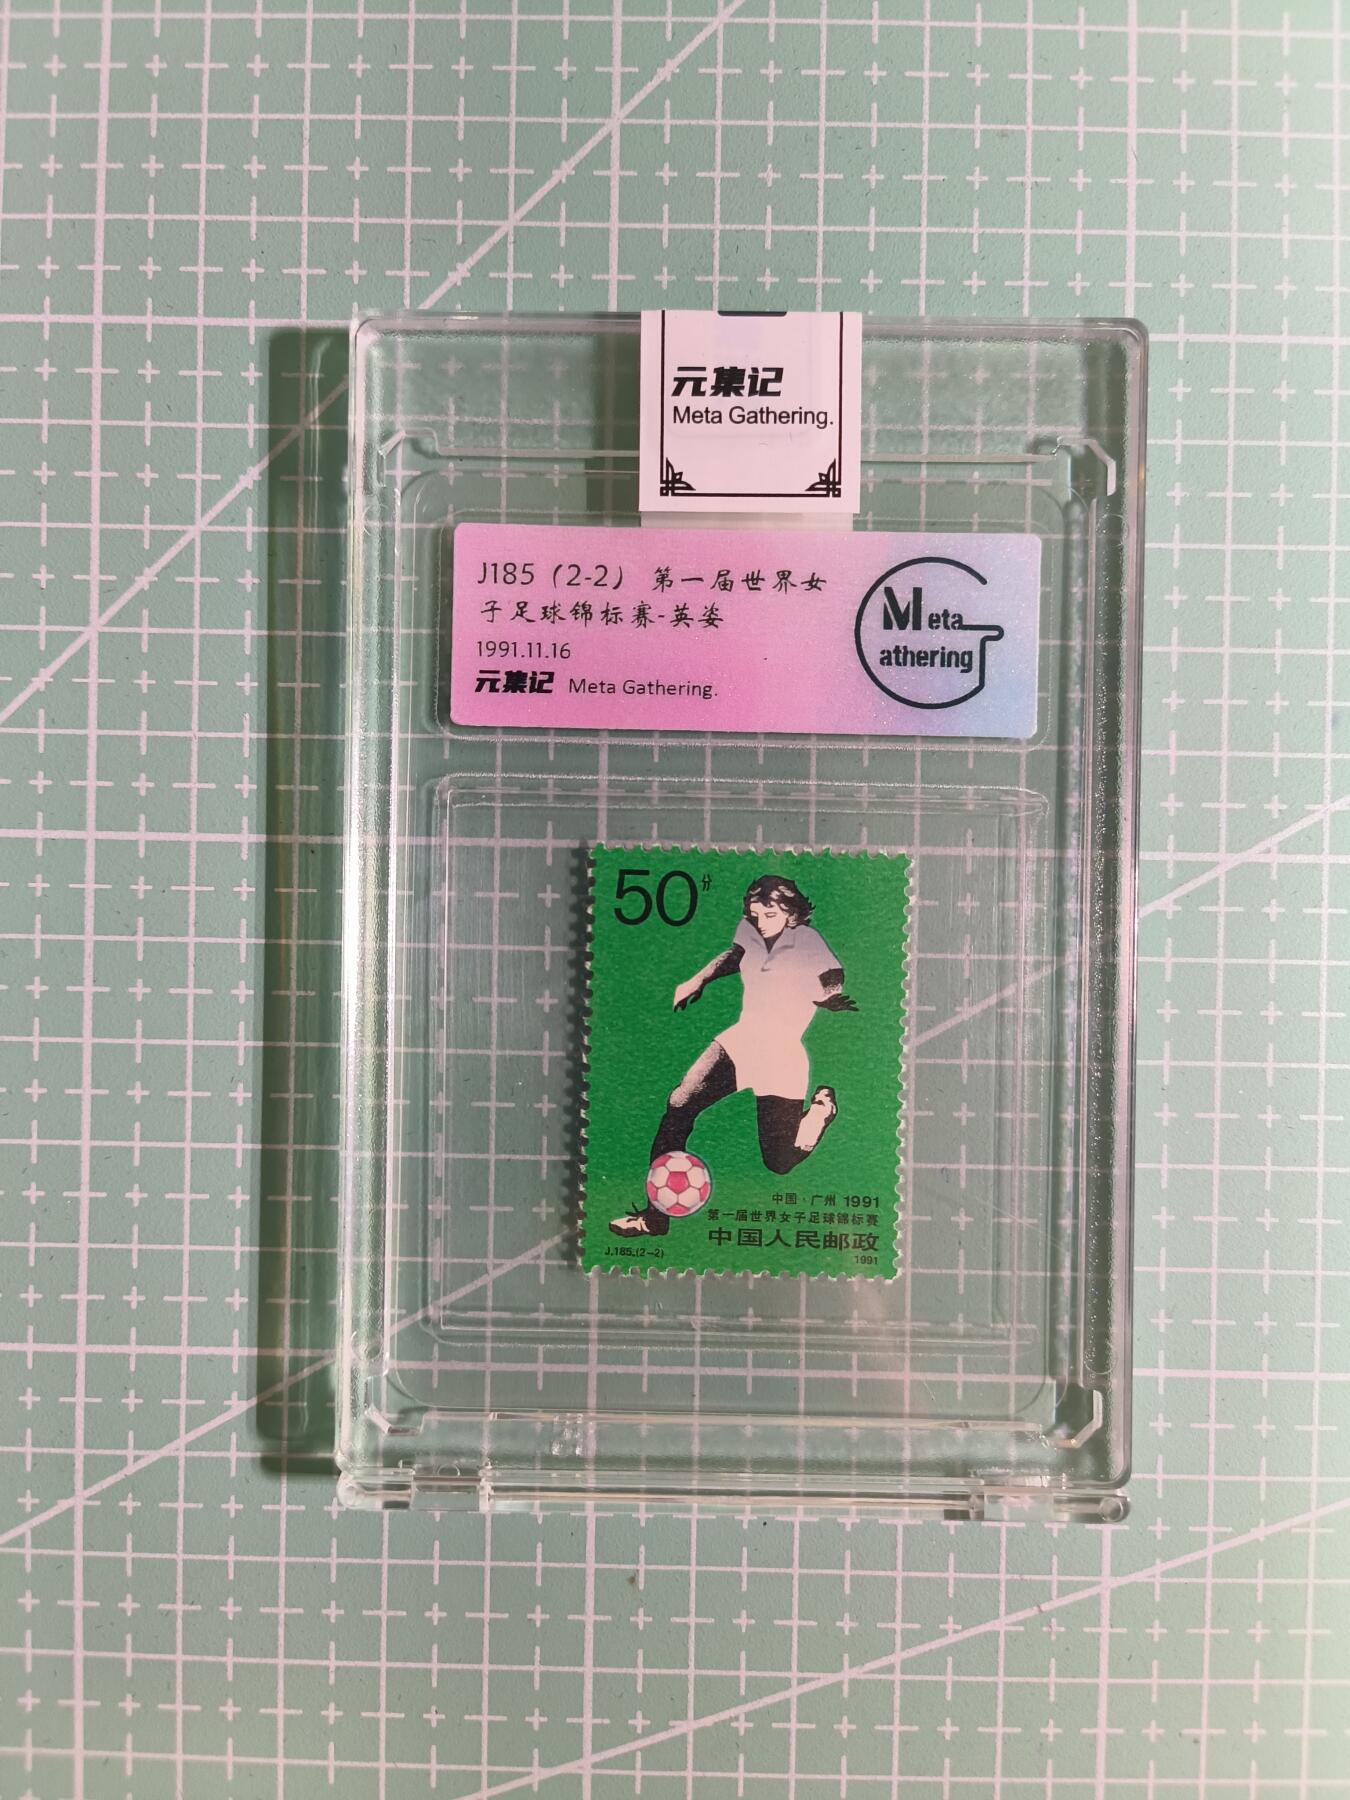 元集记
Meta Gathering.
J185（2-2） 第一届世界女
子足球锦标赛-英姿
1991.11.16
元集记 Meta Gathering.
Meta
Gathering
50分
中国·广州 1991
第一届世界女子足球锦标赛
中国人民邮政
J.185.(2-2)
1991